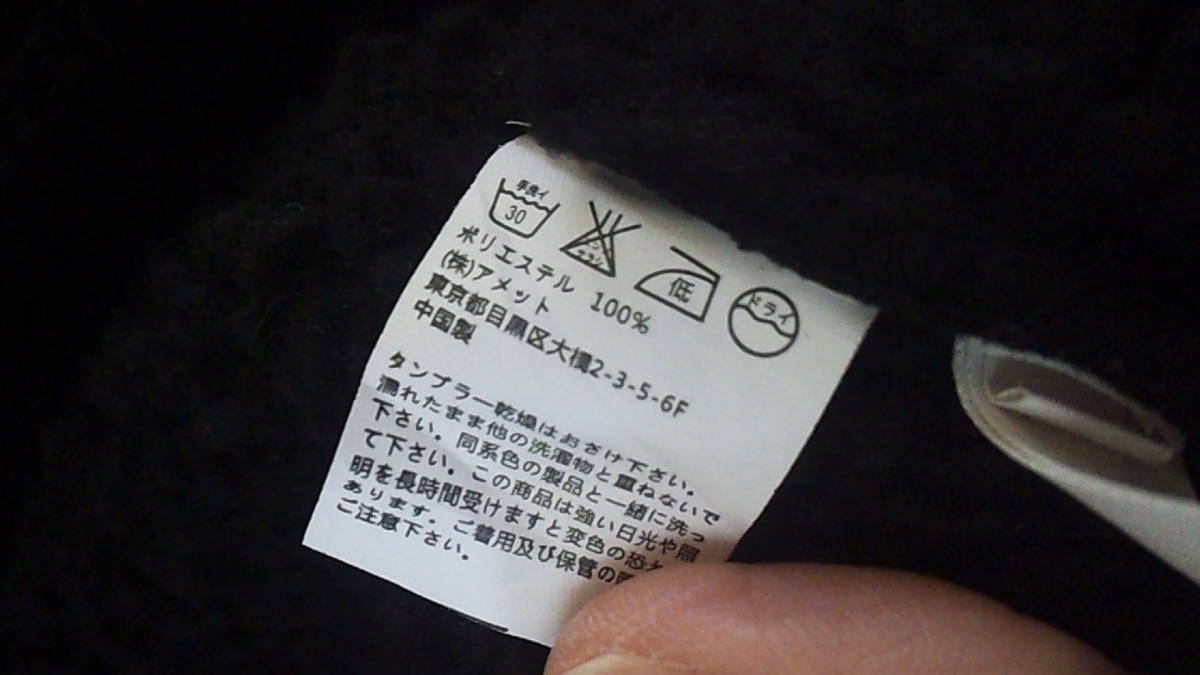 手洗イ
30
エンソサラシ
低
ドライ
ポリエステル 100%
(株)アメット
東京都目黒区大橋2-3-5-6F
中国製
タンブラー乾燥はおさけ下さい。
濡れたまま他の洗濯物と重ねないで
下さい。同系色の製品と一緒に洗っ
て下さい。この商品は強い日光や照
明を長時間受けますと変色の恐れ
あります。ご着用及び保管の
ご注意下さい。